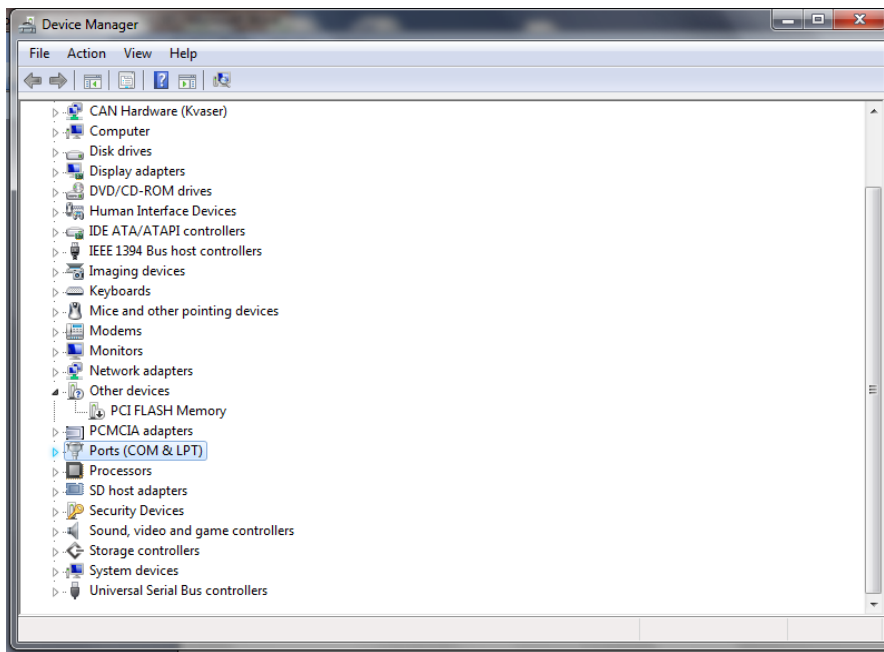 Device Manager
File Action View Help
CAN Hardware (Kvaser)
Computer
Disk drives
Display adapters
DVD/CD-ROM drives
Human Interface Devices
IDE ATA/ATAPI controllers
IEEE 1394 Bus host controllers
Imaging devices
Keyboards
Mice and other pointing devices
Modems
Monitors
Network adapters
Other devices
PCI FLASH Memory
PCMCIA adapters
Ports (COM & LPT)
Processors
SD host adapters
Security Devices
Sound, video and game controllers
Storage controllers
System devices
Universal Serial Bus controllers